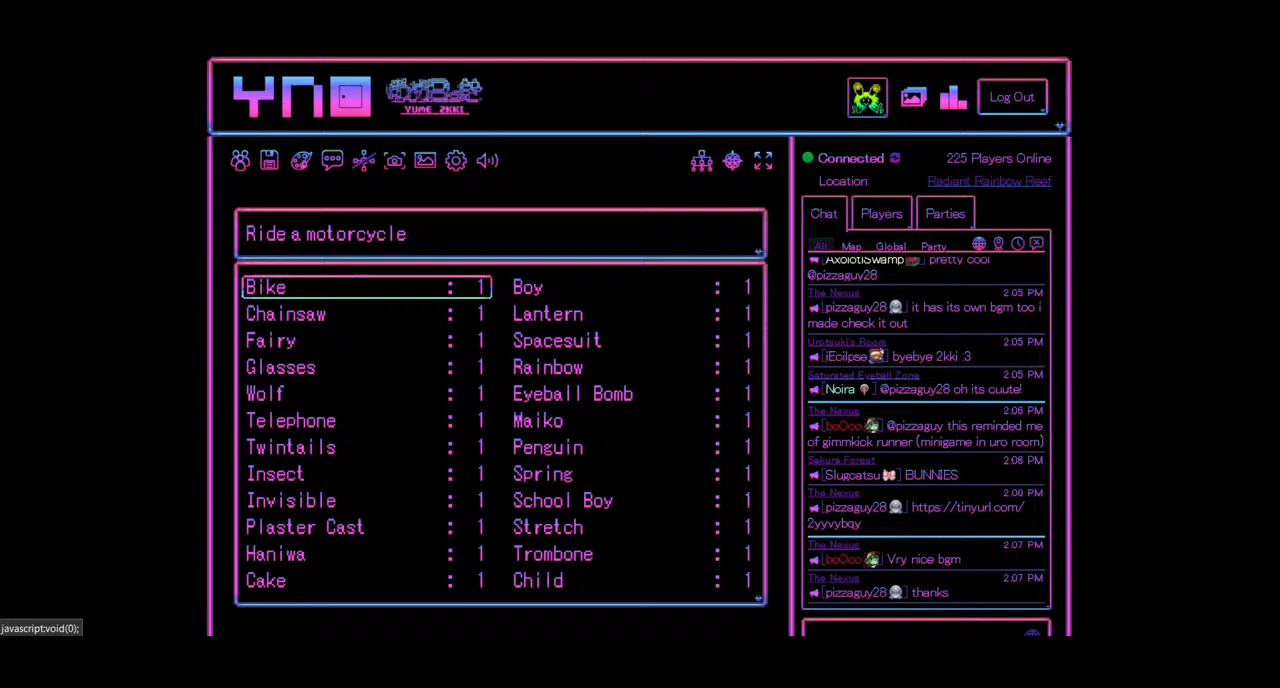 YNO
YUME 2KKI
Log Out
Connected
225 Players Online
Location:
Radiant Rainbow Reef
Chat
Players
Parties
All
Map
Global
Party
Ride a motorcycle
Bike : 1
Boy : 1
Chainsaw : 1
Lantern : 1
Fairy : 1
Spacesuit : 1
Glasses : 1
Rainbow : 1
Wolf : 1
Eyeball Bomb : 1
Telephone : 1
Maiko : 1
Twintails : 1
Penguin : 1
Insect : 1
Spring : 1
Invisible : 1
School Boy : 1
Plaster Cast : 1
Stretch : 1
Haniwa : 1
Trombone : 1
Cake : 1
Child : 1
[AxolotlSwamp] pretty cool
@pizzaguy28
The Nexus 2:05 PM
[pizzaguy28] it has its own bgm too i
made check it out
Urotsuki's Room 2:05 PM
[iEcilpse] byebye 2kki :3
Saturated Eyeball Zone 2:05 PM
[Noira] @pizzaguy28 oh its cuute!
The Nexus 2:06 PM
[boOoo] @pizzaguy this reminded me
of gimmkick runner (minigame in uro room)
Sakura Forest 2:06 PM
[Slugcatsu] BUNNIES
The Nexus 2:06 PM
[pizzaguy28] https://tinyurl.com/
2yyvybqy
The Nexus 2:07 PM
[boOoo] Vry nice bgm
The Nexus 2:07 PM
[pizzaguy28] thanks
javascript:void(0);